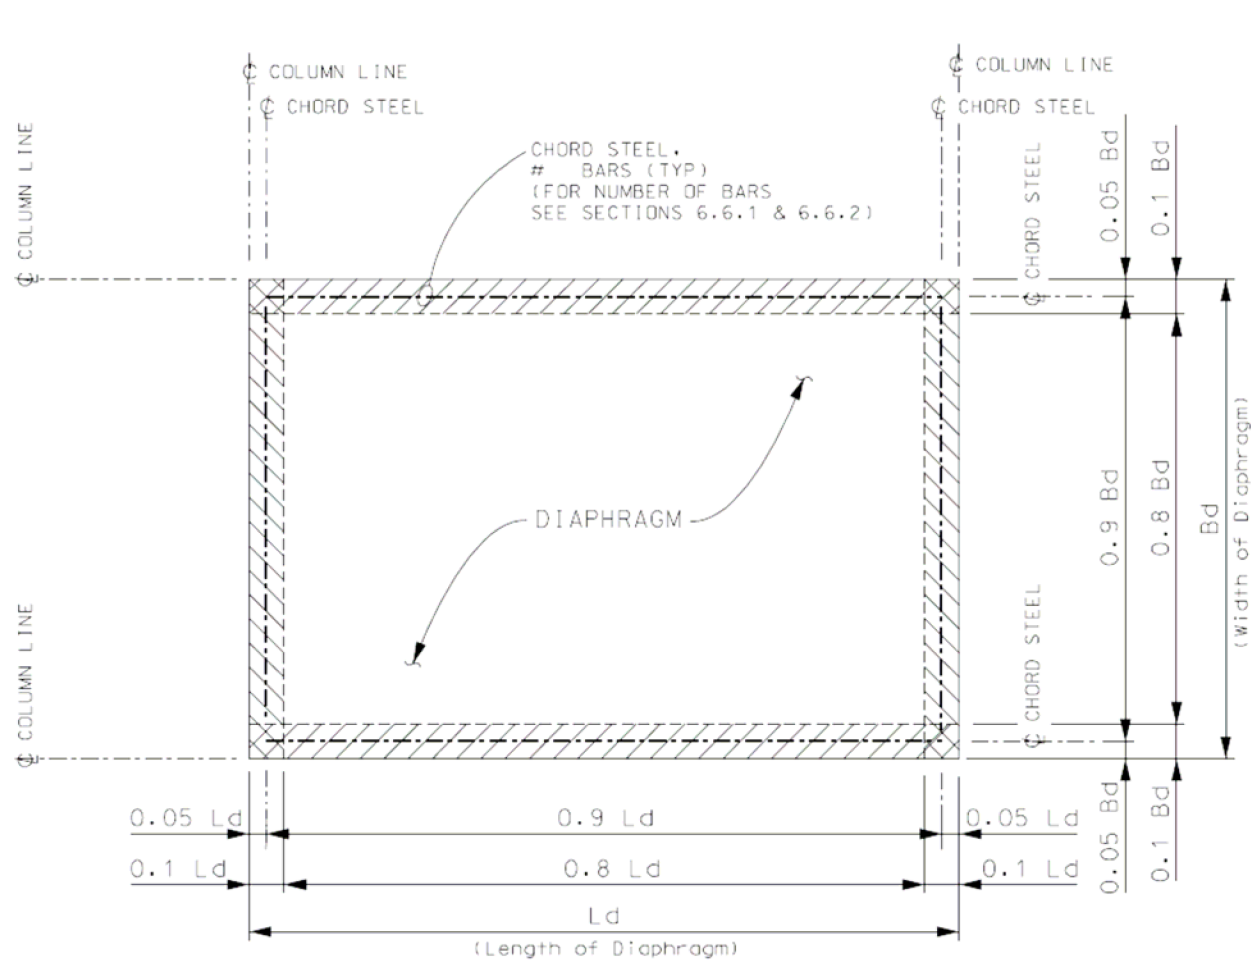 ℄ COLUMN LINE
℄ COLUMN LINE
℄ CHORD STEEL
℄ CHORD STEEL
℄ COLUMN LINE
CHORD STEEL.
# BARS (TYP)
(FOR NUMBER OF BARS
SEE SECTIONS 6.6.1 & 6.6.2)
℄ CHORD STEEL
0.05 Bd
0.1 Bd
DIAPHRAGM
0.9 Bd
0.8 Bd
Bd
(Width of Diaphragm)
℄ COLUMN LINE
℄ CHORD STEEL
0.05 Bd
0.1 Bd
0.05 Ld
0.9 Ld
0.05 Ld
0.1 Ld
0.8 Ld
0.1 Ld
Ld
(Length of Diaphragm)